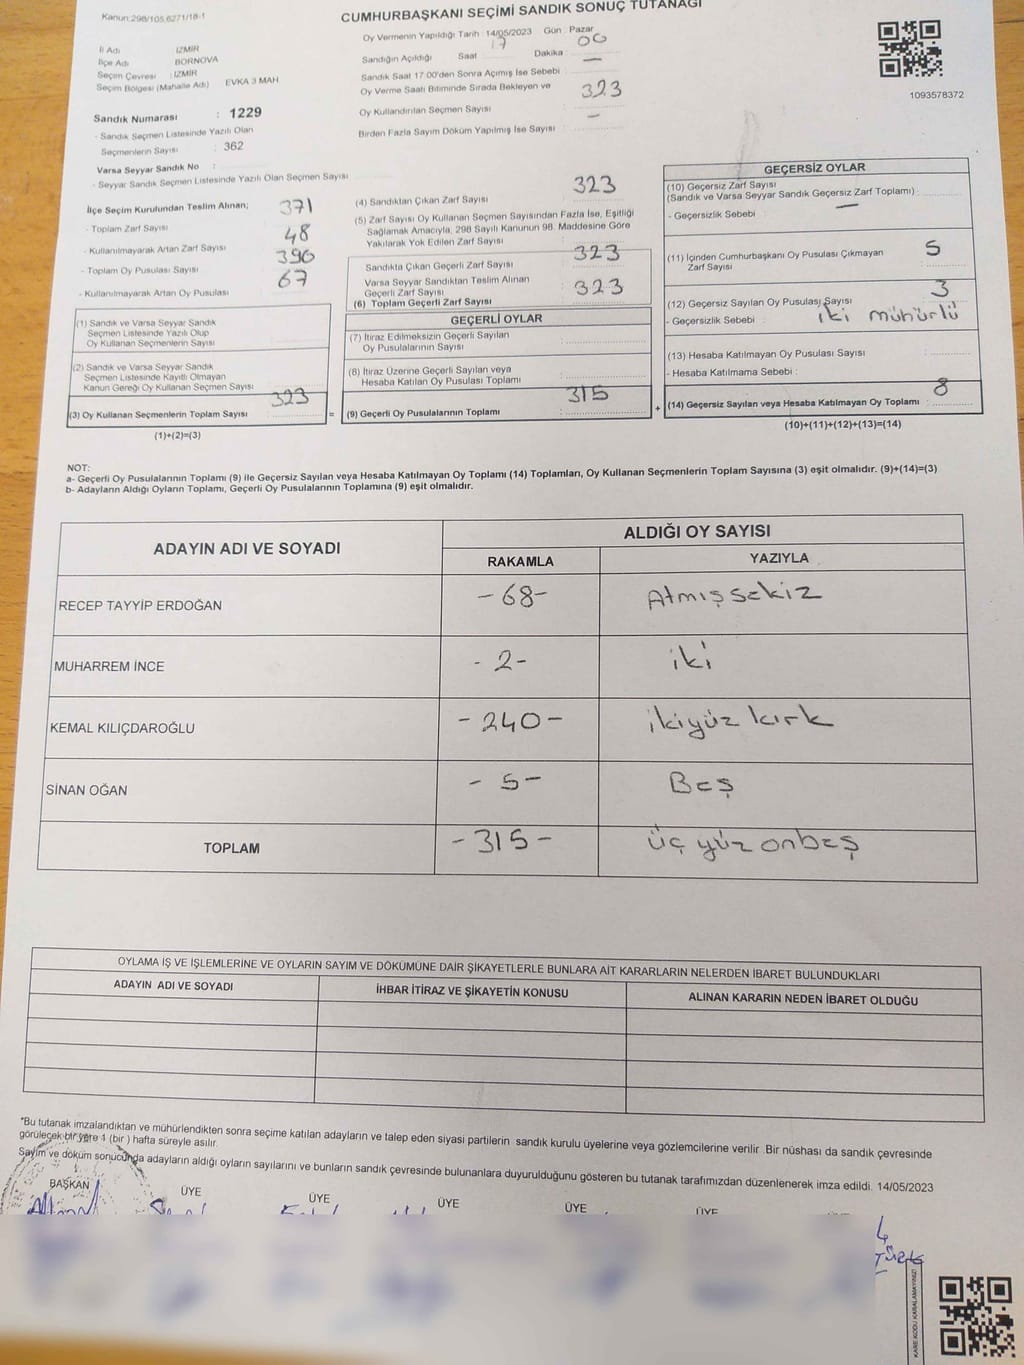 Kanun:298/105,6271/18-1
CUMHURBAŞKANI SEÇİMİ SANDIK SONUÇ TUTANAĞI
İl Adı : İZMİR
İlçe Adı : BORNOVA
Seçim Çevresi : İZMİR
Seçim Bölgesi (Mahalle Adı) : EVKA 3 MAH
Sandık Numarası : 1229
- Sandık Seçmen Listesinde Yazılı Olan
Seçmenlerin Sayısı : 362
Varsa Seyyar Sandık No :
- Seyyar Sandık Seçmen Listesinde Yazılı Olan Seçmen Sayısı :
Oy Vermenin Yapıldığı Tarih : 14/05/2023 Gün : Pazar
Sandığın Açıldığı Saat : 17 Dakika : 00
Sandık Saat 17.00'den Sonra Açılmış İse Sebebi : —
Oy Verme Saati Bitiminde Sırada Bekleyen ve
Oy Kullandırılan Seçmen Sayısı : 323
Birden Fazla Sayım Döküm Yapılmış İse Sayısı : —
1093578372
İlçe Seçim Kurulundan Teslim Alınan;
- Toplam Zarf Sayısı : 371
- Kullanılmayarak Artan Zarf Sayısı : 48
- Toplam Oy Pusulası Sayısı : 390
- Kullanılmayarak Artan Oy Pusulası : 67
(1) Sandık ve Varsa Seyyar Sandık
Seçmen Listesinde Yazılı Olup
Oy Kullanan Seçmenlerin Sayısı :
(2) Sandık ve Varsa Seyyar Sandık
Seçmen Listesinde Kayıtlı Olmayan
Kanun Gereği Oy Kullanan Seçmen Sayısı :
(3) Oy Kullanan Seçmenlerin Toplam Sayısı : 323
(1)+(2)=(3)
=
(4) Sandıktan Çıkan Zarf Sayısı : 323
(5) Zarf Sayısı Oy Kullanan Seçmen Sayısından Fazla İse, Eşitliği
Sağlamak Amacıyla, 298 Sayılı Kanunun 98. Maddesine Göre
Yakılarak Yok Edilen Zarf Sayısı :
Sandıkta Çıkan Geçerli Zarf Sayısı : 323
Varsa Seyyar Sandıktan Teslim Alınan
Geçerli Zarf Sayısı :
(6) Toplam Geçerli Zarf Sayısı : 323
GEÇERLİ OYLAR
(7) İtiraz Edilmeksizin Geçerli Sayılan
Oy Pusulalarının Sayısı :
(8) İtiraz Üzerine Geçerli Sayılan veya
Hesaba Katılan Oy Pusulası Toplamı :
(9) Geçerli Oy Pusulalarının Toplamı : 315
+
GEÇERSİZ OYLAR
(10) Geçersiz Zarf Sayısı
(Sandık ve Varsa Seyyar Sandık Geçersiz Zarf Toplamı) :
- Geçersizlik Sebebi : —
(11) İçinden Cumhurbaşkanı Oy Pusulası Çıkmayan
Zarf Sayısı : 5
(12) Geçersiz Sayılan Oy Pusulası Sayısı : 3
- Geçersizlik Sebebi : iki mühürlü
(13) Hesaba Katılmayan Oy Pusulası Sayısı :
- Hesaba Katılmama Sebebi :
(14) Geçersiz Sayılan veya Hesaba Katılmayan Oy Toplamı : 8
(10)+(11)+(12)+(13)=(14)
NOT:
a- Geçerli Oy Pusulalarının Toplamı (9) ile Geçersiz Sayılan veya Hesaba Katılmayan Oy Toplamı (14) Toplamları, Oy Kullanan Seçmenlerin Toplam Sayısına (3) eşit olmalıdır. (9)+(14)=(3)
b- Adayların Aldığı Oyların Toplamı, Geçerli Oy Pusulalarının Toplamına (9) eşit olmalıdır.
ADAYIN ADI VE SOYADI
ALDIĞI OY SAYISI
RAKAMLA YAZIYLA
RECEP TAYYİP ERDOĞAN -68- Atmışsekiz
MUHARREM İNCE -2- iki
KEMAL KILIÇDAROĞLU -240- ikiyüz kırk
SİNAN OĞAN -5- Beş
TOPLAM -315- üç yüz onbeş
OYLAMA İŞ VE İŞLEMLERİNE VE OYLARIN SAYIM VE DÖKÜMÜNE DAİR ŞİKAYETLERLE BUNLARA AİT KARARLARIN NELERDEN İBARET BULUNDUKLARI
ADAYIN ADI VE SOYADI İHBAR İTİRAZ VE ŞİKAYETİN KONUSU ALINAN KARARIN NEDEN İBARET OLDUĞU
*Bu tutanak imzalandıktan ve mühürlendikten sonra seçime katılan adayların ve talep eden siyasi partilerin sandık kurulu üyelerine veya gözlemcilerine verilir .Bir nüshası da sandık çevresinde
görülecek bir yere 1 (bir ) hafta süreyle asılır.
Sayım ve döküm sonucunda adayların aldığı oyların sayılarını ve bunların sandık çevresinde bulunanlara duyurulduğunu gösteren bu tutanak tarafımızdan düzenlenerek imza edildi. 14/05/2023
BAŞKAN ÜYE ÜYE ÜYE ÜYE ÜYE
KARE KODU KARALAMAYINIZ!